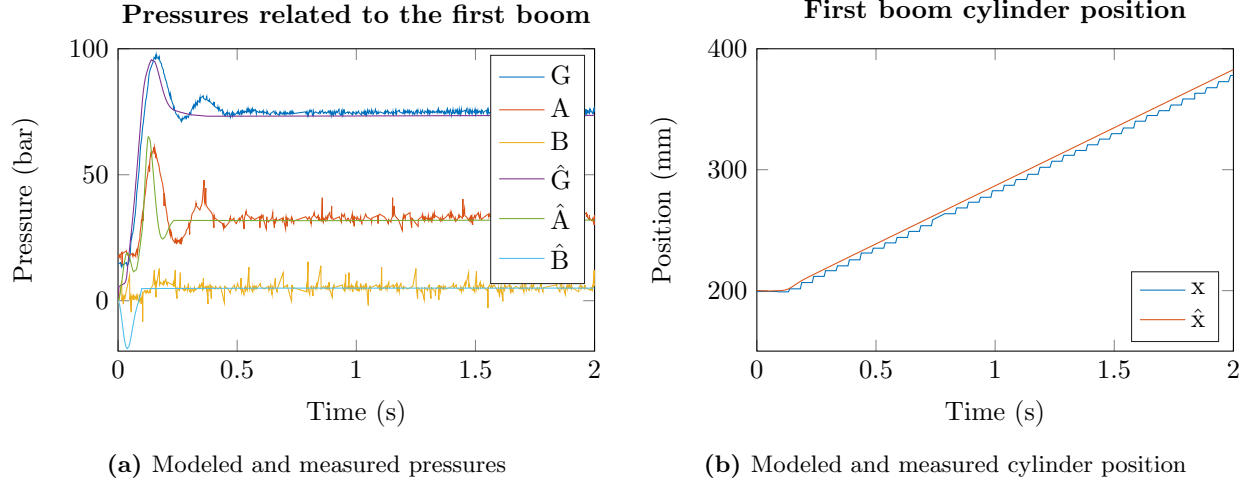 Pressures related to the first boom
100
50
0
Pressure (bar)
0
0.5
1
1.5
2
Time (s)
G
A
B
Ĝ
Â
B̂
(a) Modeled and measured pressures
First boom cylinder position
400
300
200
Position (mm)
0
0.5
1
1.5
2
Time (s)
x
x̂
(b) Modeled and measured cylinder position